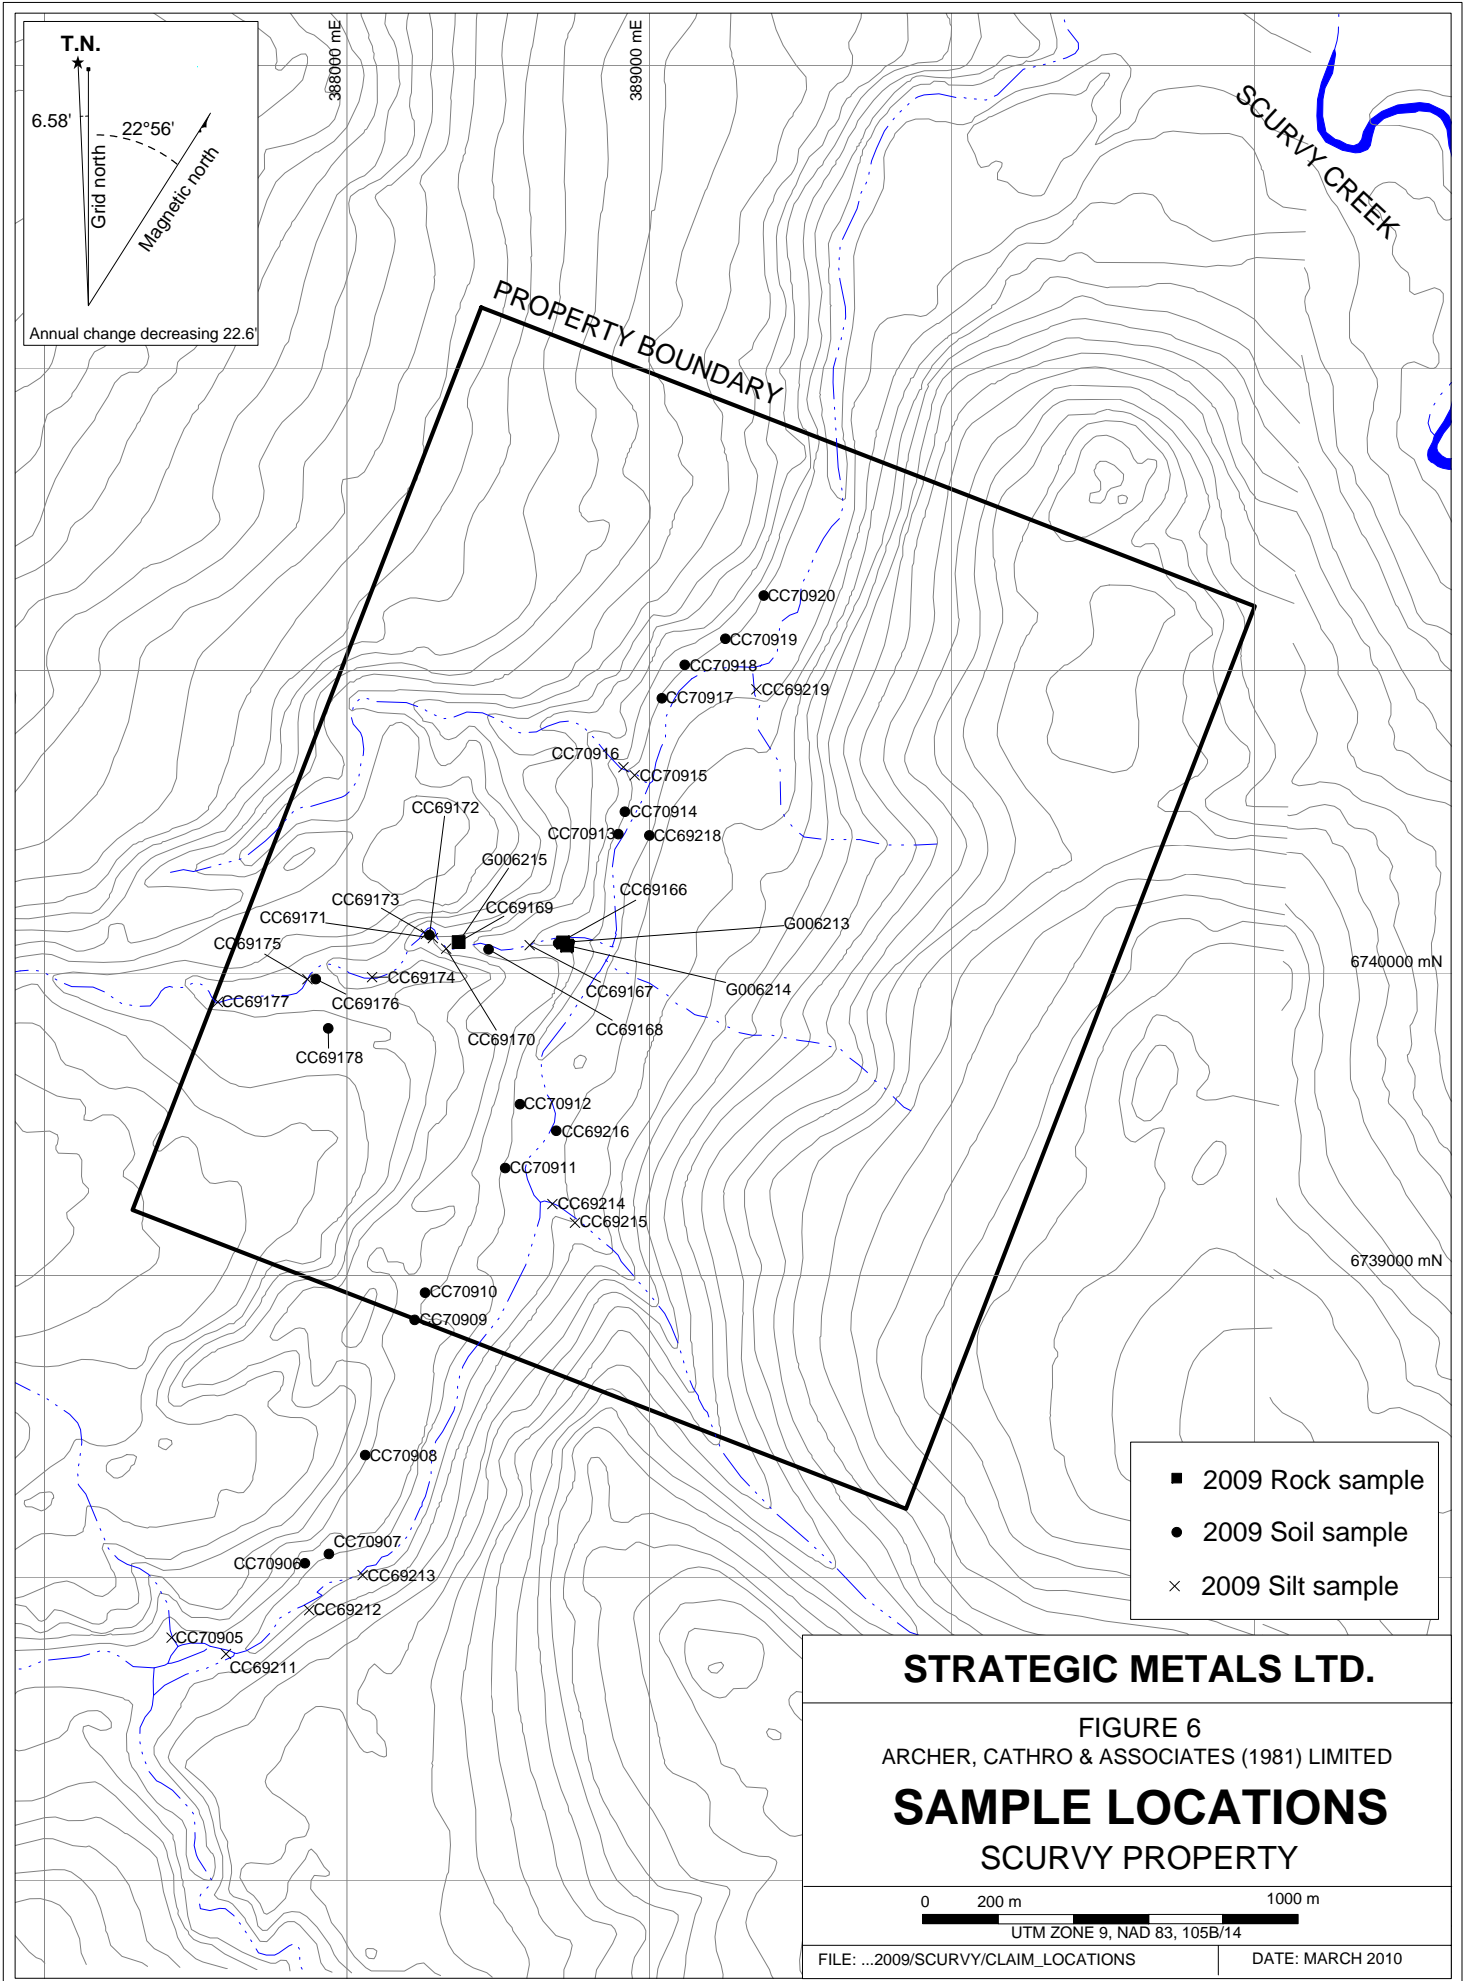 T.N.
6.58'
22°56'
Grid north
Magnetic north
Annual change decreasing 22.6'
388000 mE
389000 mE
SCURVY CREEK
PROPERTY BOUNDARY
CC70920
CC70919
CC70918
CC69219
CC70917
CC70916
CC70915
CC69172
CC70914
CC70913
CC69218
G006215
CC69166
CC69173
CC69169
CC69171
G006213
CC69175
6740000 mN
CC69174
G006214
CC69167
CC69177
CC69176
CC69168
CC69170
CC69178
CC70912
CC69216
CC70911
CC69214
CC69215
6739000 mN
CC70910
CC70909
CC70908
CC70907
CC70906
CC69213
CC69212
CC70905
CC69211
2009 Rock sample
2009 Soil sample
2009 Silt sample
STRATEGIC METALS LTD.
FIGURE 6
ARCHER, CATHRO & ASSOCIATES (1981) LIMITED
SAMPLE LOCATIONS
SCURVY PROPERTY
0 200 m 1000 m
UTM ZONE 9, NAD 83, 105B/14
FILE: ...2009/SCURVY/CLAIM_LOCATIONS DATE: MARCH 2010